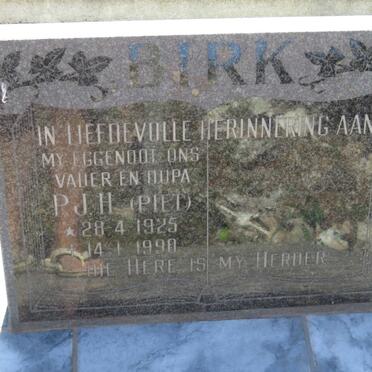 BIRK
IN LIEFDEVOLLE HERINNERING AAN
MY EGGENOOT, ONS
VADER EN OUPA
P.J.H. (PIET)
* 28-4-1925
14-1-1990
DIE HERE IS MY HERDER